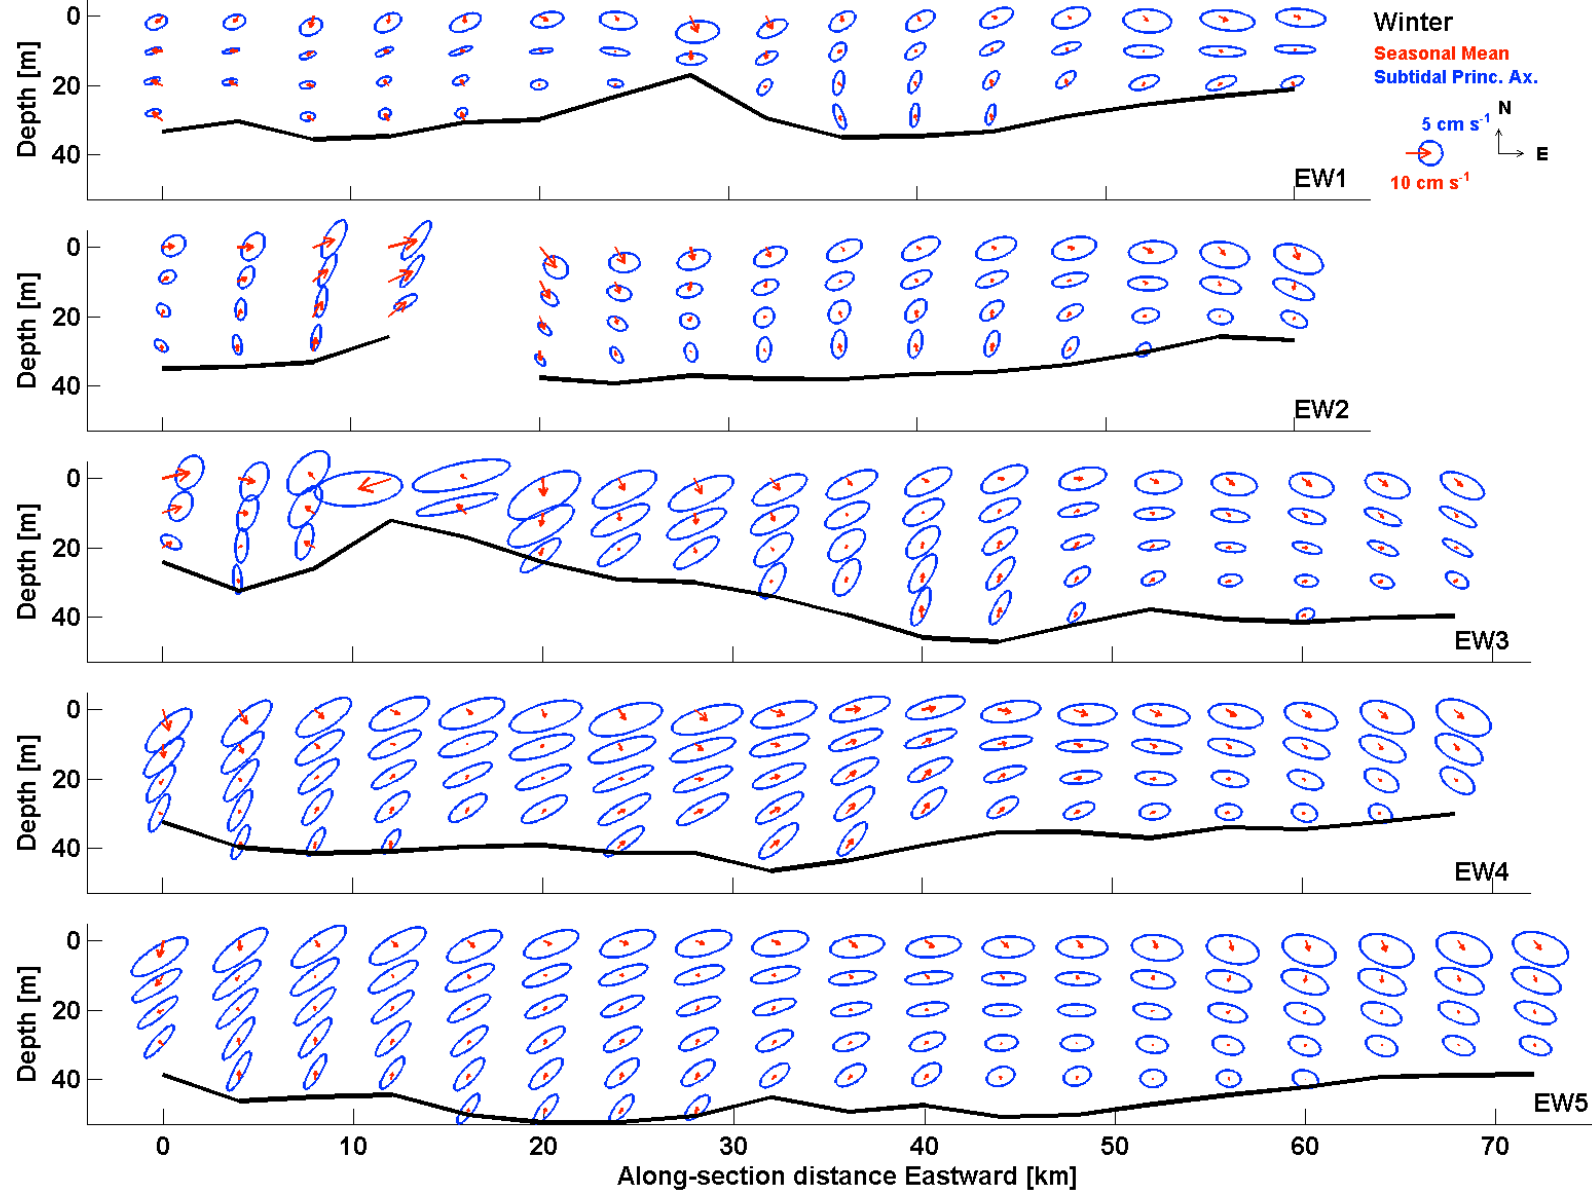 0
20
40
Depth [m]
EW1
Winter
Seasonal Mean
Subtidal Princ. Ax.
N
5 cm s-1
E
10 cm s-1
0
20
40
Depth [m]
EW2
0
20
40
Depth [m]
EW3
0
20
40
Depth [m]
EW4
0
20
40
Depth [m]
EW5
0 10 20 30 40 50 60 70
Along-section distance Eastward [km]